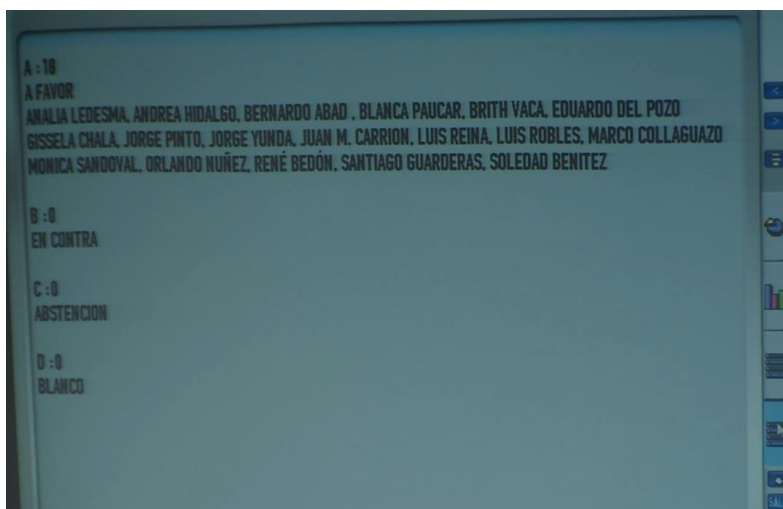 A :18
A FAVOR
ANALIA LEDESMA, ANDREA HIDALGO, BERNARDO ABAD , BLANCA PAUCAR, BRITH VACA, EDUARDO DEL POZO
GISSELA CHALA, JORGE PINTO, JORGE YUNDA, JUAN M. CARRION, LUIS REINA, LUIS ROBLES, MARCO COLLAGUAZO
MONICA SANDOVAL, ORLANDO NUÑEZ, RENÉ BEDÓN, SANTIAGO GUARDERAS, SOLEDAD BENITEZ
B :0
EN CONTRA
C :0
ABSTENCION
D :0
BLANCO
SAL